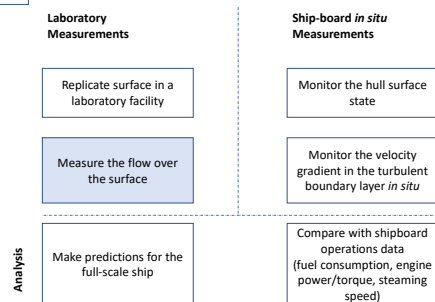 Laboratory
Measurements
Ship-board in situ
Measurements
Replicate surface in a
laboratory facility
Monitor the hull surface
state
Measure the flow over
the surface
Monitor the velocity
gradient in the turbulent
boundary layer in situ
Analysis
Make predictions for the
full-scale ship
Compare with shipboard
operations data
(fuel consumption, engine
power/torque, steaming
speed)